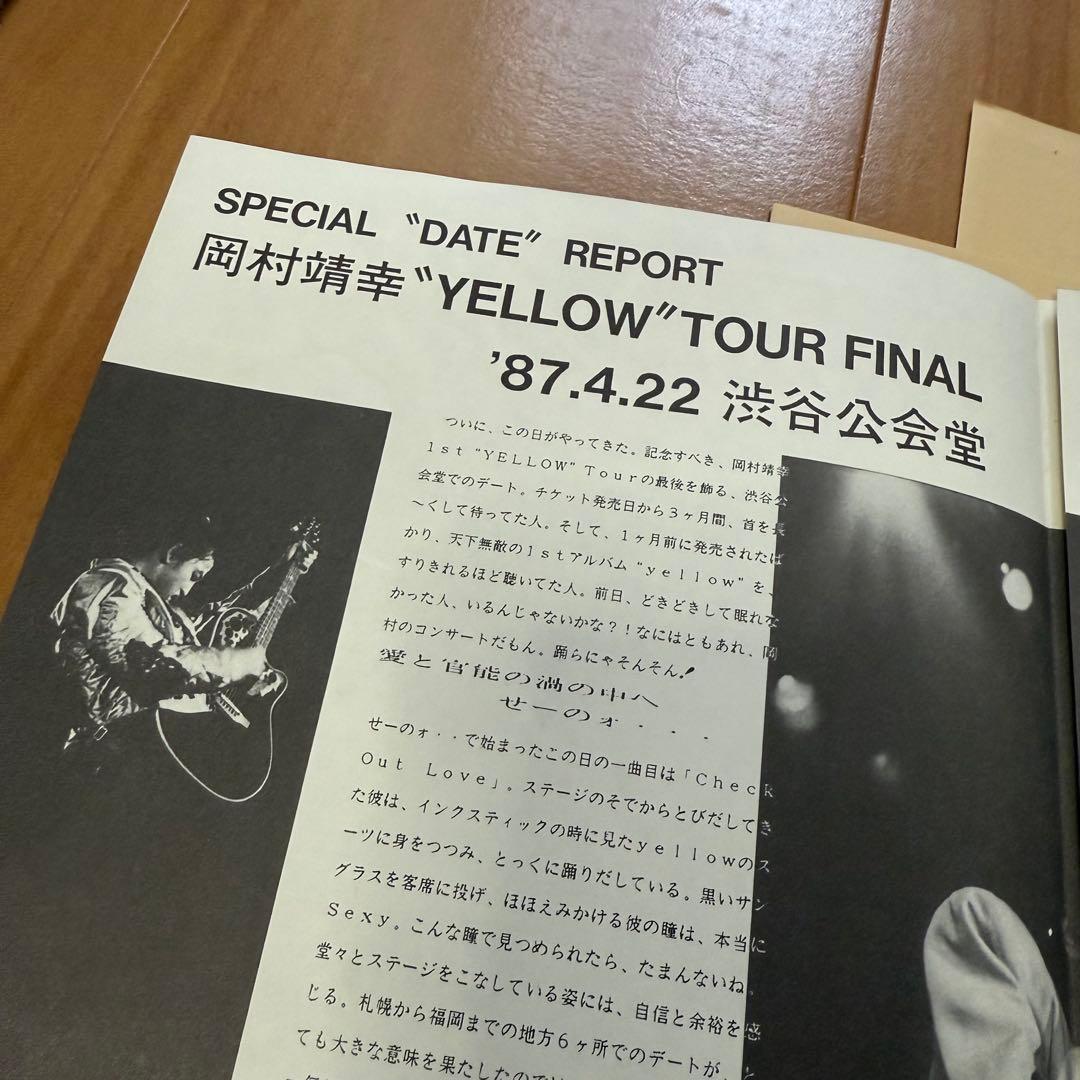 SPECIAL “DATE” REPORT
岡村靖幸“YELLOW”TOUR FINAL
’87.4.22 渋谷公会堂
ついに、この日がやってきた。記念すべき、岡村靖幸
1st“YELLOW”Tourの最後を飾る、渋谷公
会堂でのデート。チケット発売日から3ヶ月間、首を長
〜くして待ってた人。そして、1ヶ月前に発売されたば
かり、天下無敵の1stアルバム“yellow”を、
すりきれるほど聴いてた人。前日、どきどきして眠れな
かった人、いるんじゃないかな?!なにはともあれ、岡
村のコンサートだもん。踊らにゃそんそん!
愛と官能の渦の中へ
せーのォ・・・
せーのォ・・で始まったこの日の一曲目は「Check
Out Love」。ステージのそでからとびだしてき
た彼は、インクスティックの時に見たyellowのス
ーツに身をつつみ、とっくに踊りだしている。黒いサン
グラスを客席に投げ、ほほえみかける彼の瞳は、本当に
Sexy。こんな瞳で見つめられたら、たまんないね。
堂々とステージをこなしている姿には、自信と余裕を感
じる。札幌から福岡までの地方6ヶ所でのデートが、と
ても大きな意味を果たしたのでは